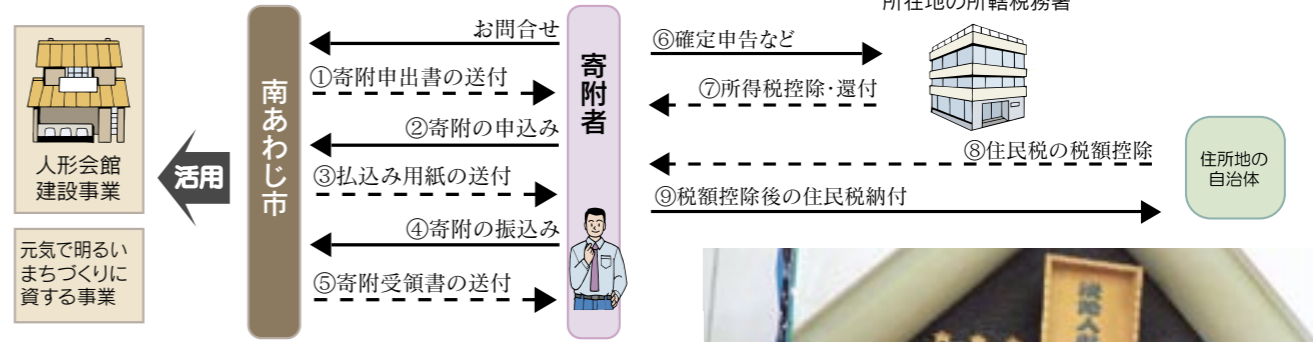 所在地の所轄税務署
人形会館
建設事業
元気で明るい
まちづくりに
資する事業
活用
南あわじ市
お問合せ
①寄附申出書の送付
②寄附の申込み
③払込み用紙の送付
④寄附の振込み
⑤寄附受領書の送付
寄附者
⑥確定申告など
⑦所得税控除・還付
⑧住民税の税額控除
⑨税額控除後の住民税納付
住所地の
自治体